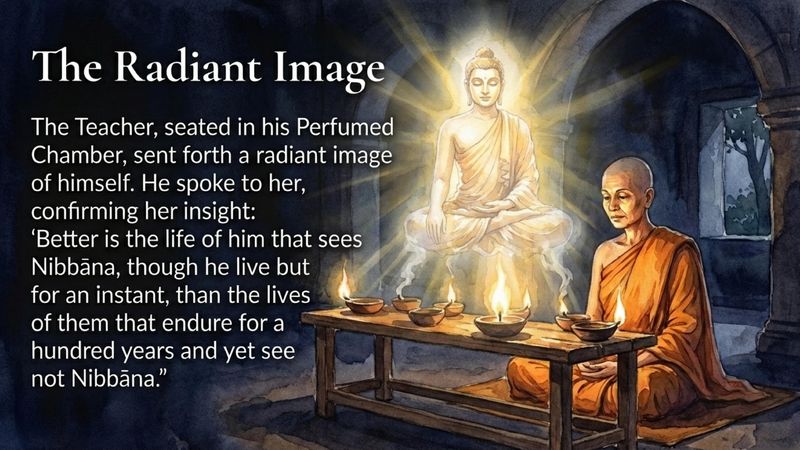 The Radiant Image
The Teacher, seated in his Perfumed
Chamber, sent forth a radiant image
of himself. He spoke to her,
confirming her insight:
‘Better is the life of him that sees
Nibbāna, though he live but
for an instant, than the lives
of them that endure for a
hundred years and yet see
not Nibbāna.”